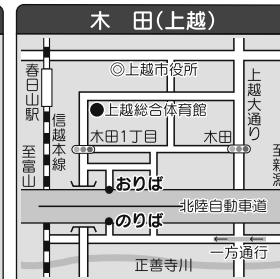 木 田(上越)
◎上越市役所
春日山駅
上越大通り
●上越総合体育館
信越本線
木田1丁目
木田
至富山
至新潟
おりば
北陸自動車道
のりば
一方通行
正善寺川